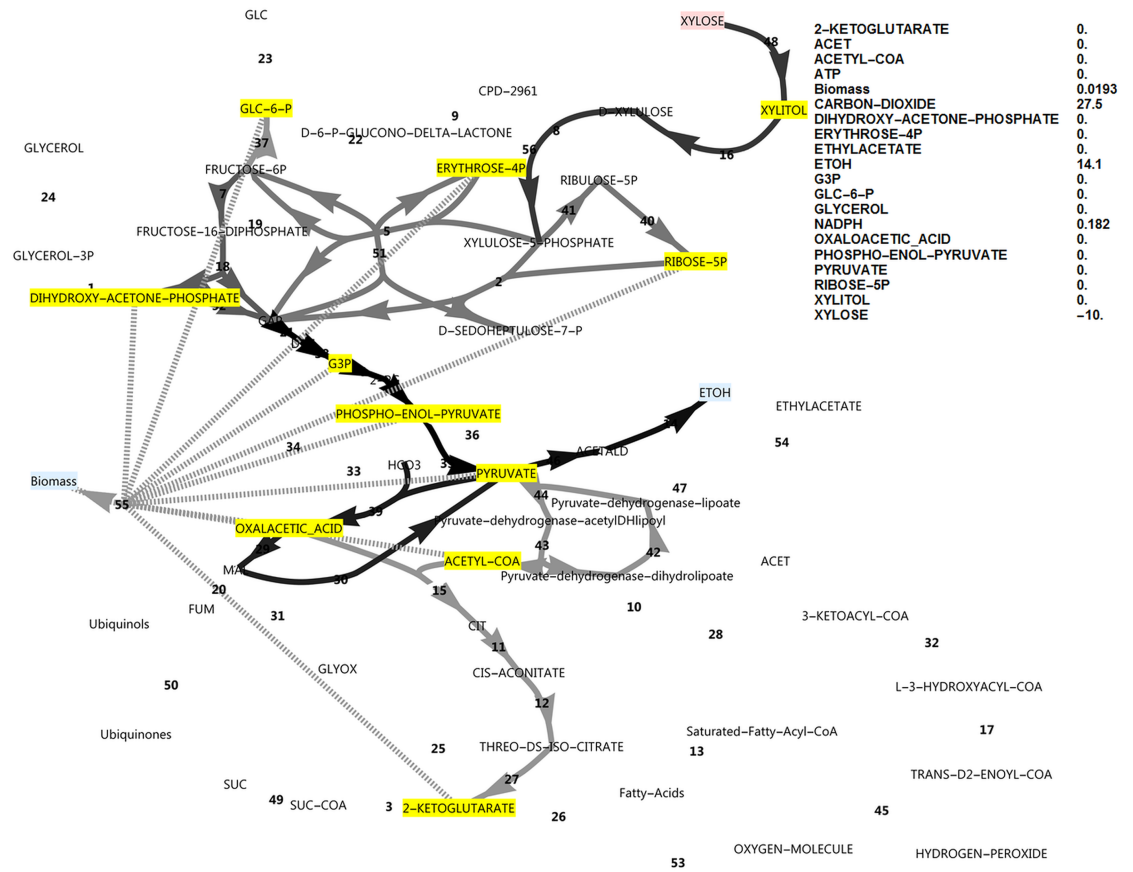 GLC
XYLOSE
2−KETOGLUTARATE 0.
ACET 0.
48
ACETYL−COA 0.
23
ATP 0.
Biomass 0.0193
CPD−2961
GLC−6−P
XYLITOL
CARBON−DIOXIDE 27.5
9
D−XYLULOSE
DIHYDROXY−ACETONE−PHOSPHATE 0.
D−6−P−GLUCONO−DELTA−LACTONE
8
ERYTHROSE−4P 0.
37
22
GLYCEROL
56
16
ETHYLACETATE 0.
FRUCTOSE−6P
ERYTHROSE−4P
ETOH 14.1
RIBULOSE−5P
G3P 0.
24
7
GLC−6−P 0.
41
40
GLYCEROL 0.
19
NADPH 0.182
FRUCTOSE−16−DIPHOSPHATE
5
XYLULOSE−5−PHOSPHATE
OXALOACETIC_ACID 0.
GLYCEROL−3P
51
PHOSPHO−ENOL−PYRUVATE 0.
18
RIBOSE−5P
PYRUVATE 0.
1
2
RIBOSE−5P 0.
DIHYDROXY−ACETONE−PHOSPHATE
XYLITOL 0.
XYLOSE −10.
D−SEDOHEPTULOSE−7−P
G3P
ETOH
PHOSPHO−ENOL−PYRUVATE
ETHYLACETATE
36
54
34
ACETALD
HCO3
33
PYRUVATE
Biomass
47
44
Pyruvate−dehydrogenase−lipoate
55
39
OXALACETIC_ACID
Pyruvate−dehydrogenase−acetylDHlipoyl
29
43
42
ACETYL−COA
ACET
MAL
30
Pyruvate−dehydrogenase−dihydrolipoate
20
15
FUM
31
10
3−KETOACYL−COA
Ubiquinols
CIT
28
32
11
GLYOX
CIS−ACONITATE
50
L−3−HYDROXYACYL−COA
12
Ubiquinones
Saturated−Fatty−Acyl−CoA
17
25
THREO−DS−ISO−CITRATE
13
27
TRANS−D2−ENOYL−COA
SUC
Fatty−Acids
49
SUC−COA
3
2−KETOGLUTARATE
26
45
OXYGEN−MOLECULE
HYDROGEN−PEROXIDE
53